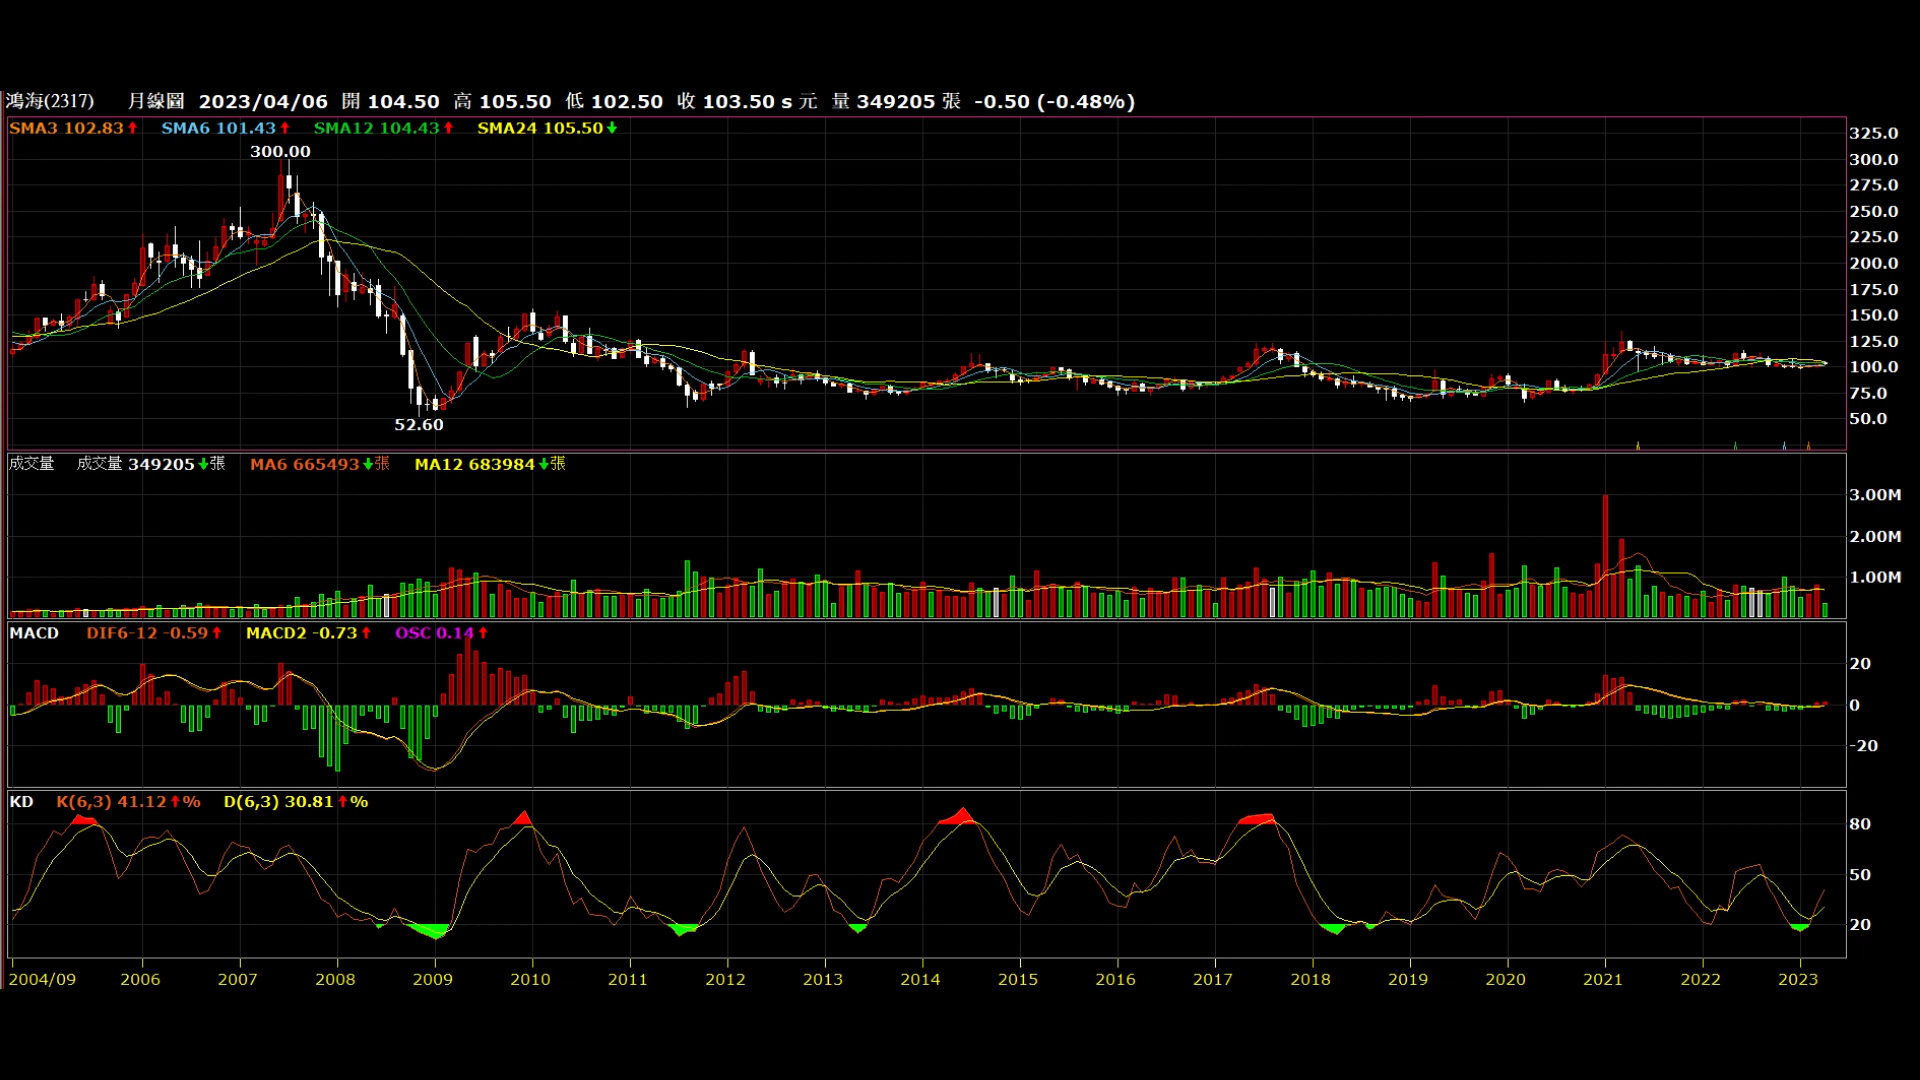 鴻海(2317) 月線圖 2023/04/06 開 104.50 高 105.50 低 102.50 收 103.50 s 元 量 349205 張 -0.50 (-0.48%)
SMA3 102.83 SMA6 101.43 SMA12 104.43 SMA24 105.50
300.00
52.60
325.0
300.0
275.0
250.0
225.0
200.0
175.0
150.0
125.0
100.0
75.0
50.0
成交量 成交量 349205 張 MA6 665493 張 MA12 683984 張
3.00M
2.00M
1.00M
MACD DIF6-12 -0.59 MACD2 -0.73 OSC 0.14
20
0
-20
KD K(6,3) 41.12 % D(6,3) 30.81 %
80
50
20
2004/09 2006 2007 2008 2009 2010 2011 2012 2013 2014 2015 2016 2017 2018 2019 2020 2021 2022 2023